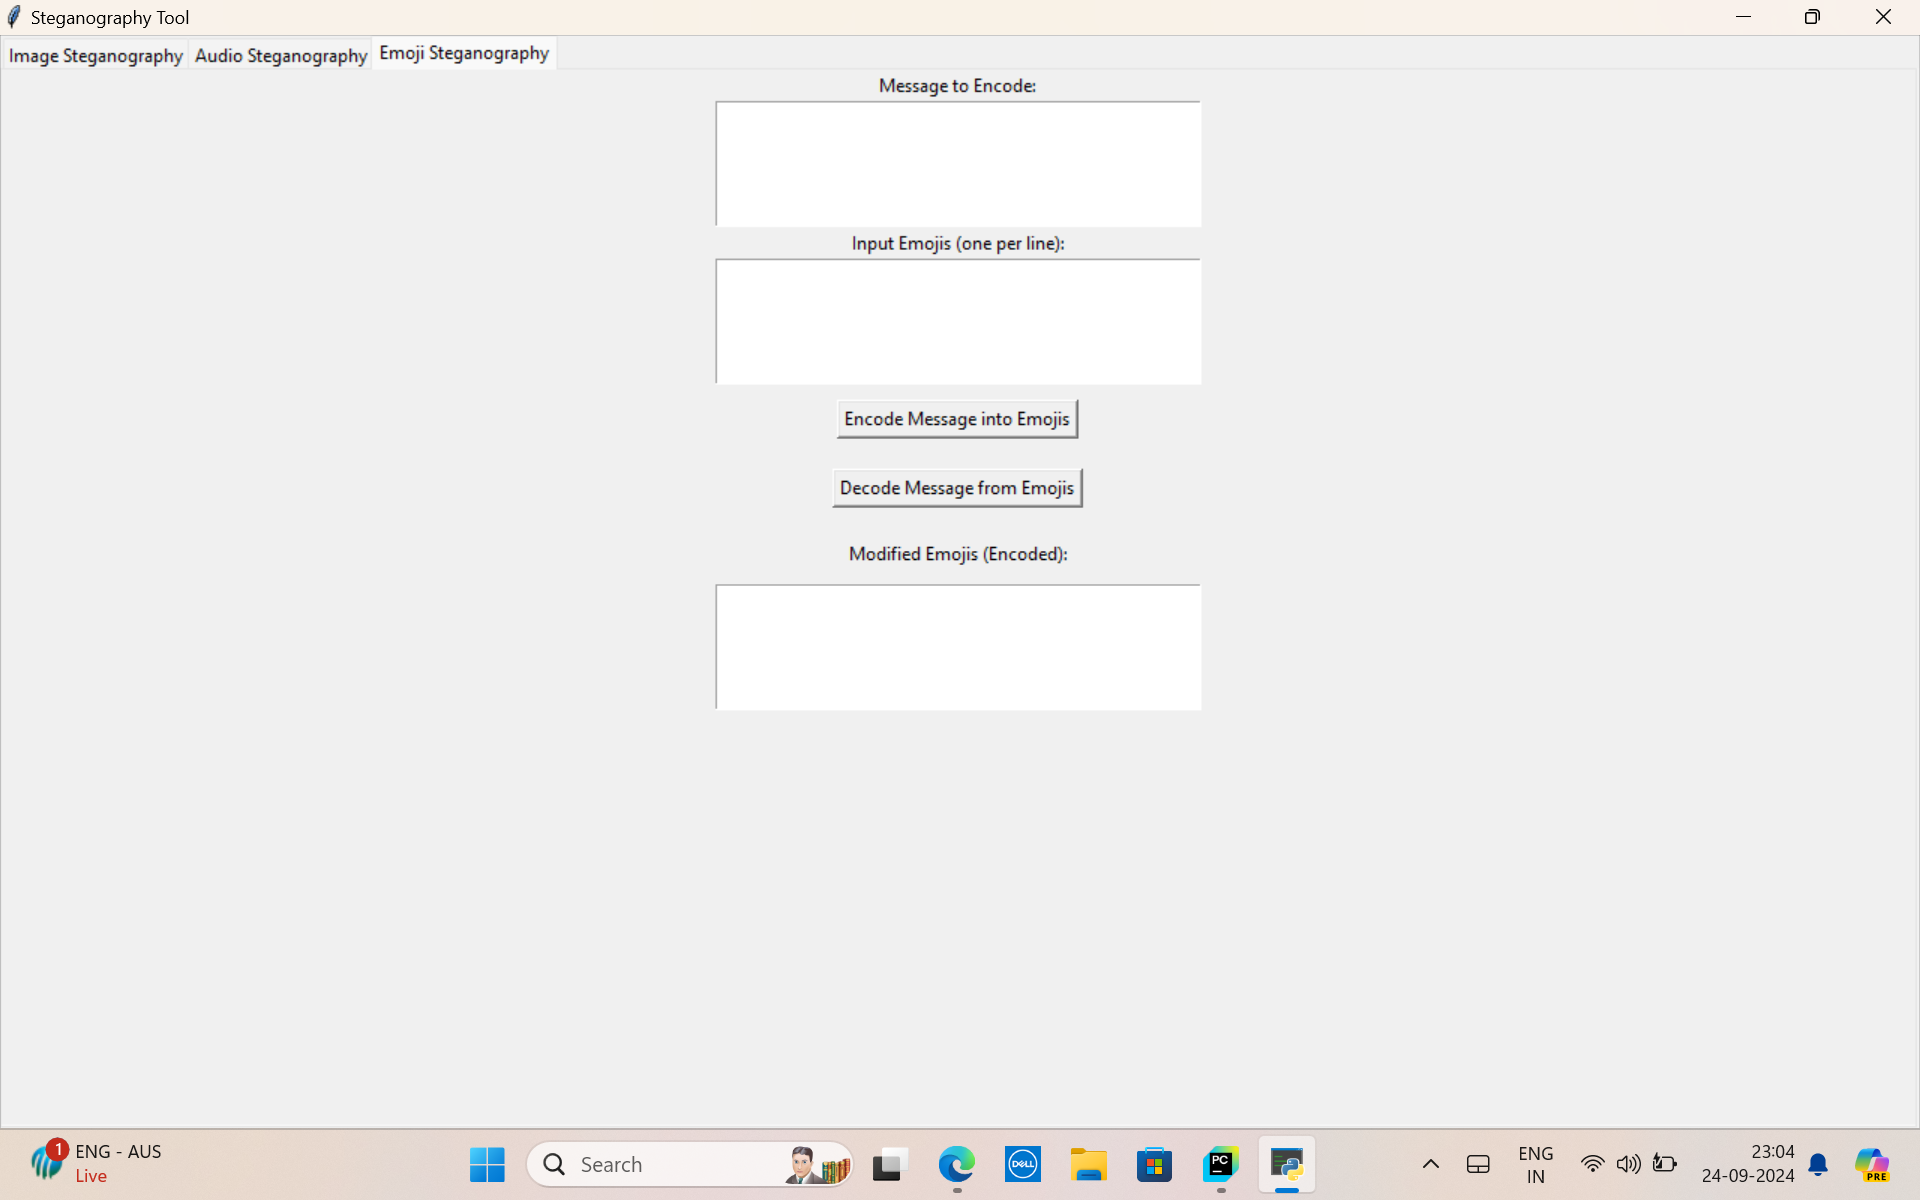 Steganography Tool
Image Steganography Audio Steganography Emoji Steganography
Message to Encode:
Input Emojis (one per line):
Encode Message into Emojis
Decode Message from Emojis
Modified Emojis (Encoded):
1 ENG - AUS
Live
Search
DELL
PC
ENG
IN
23:04
24-09-2024
PRE